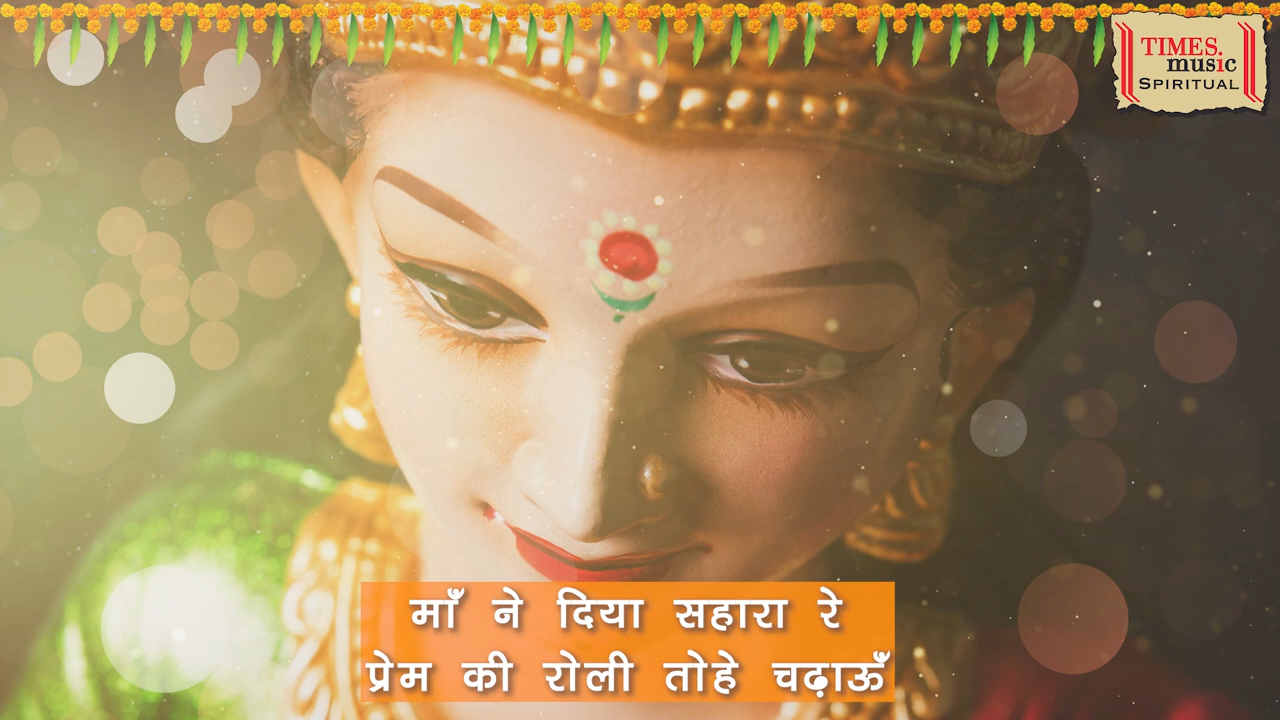 TIMES.
music
SPIRITUAL
माँ ने दिया सहारा रे
प्रेम की रोली तोहे चढ़ाऊँ